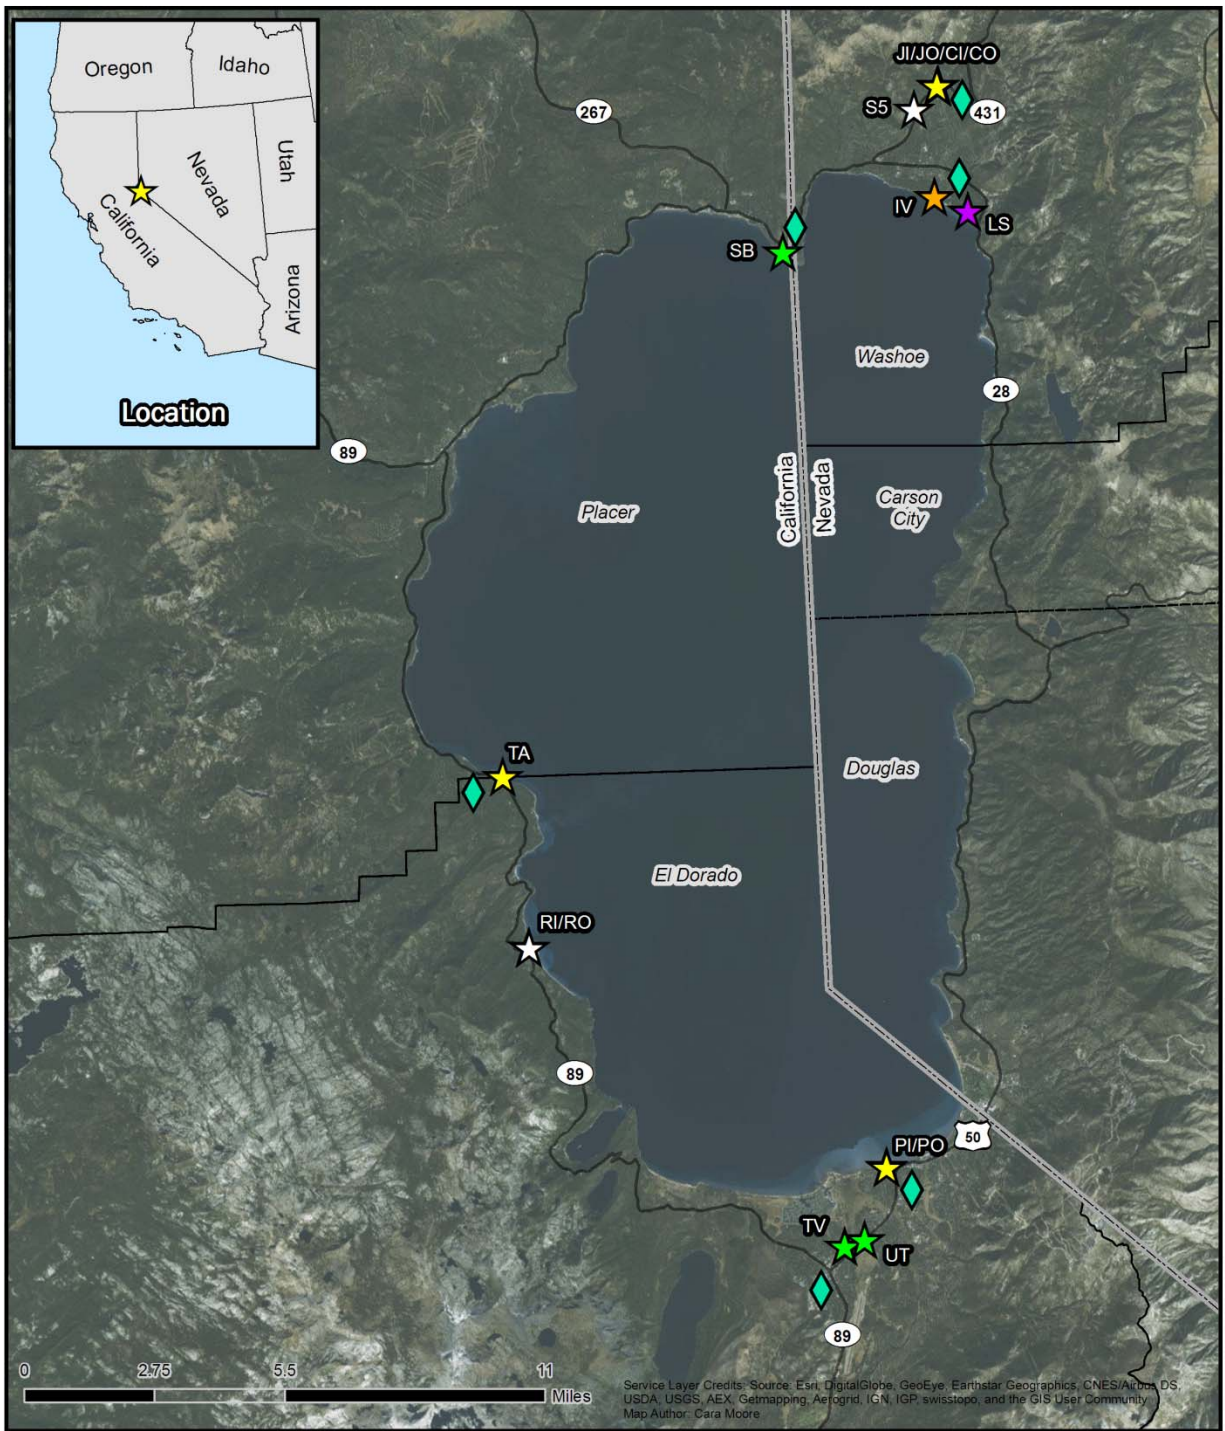 Oregon
Idaho
Nevada
Utah
California
Arizona
Location
267
JI/JO/CI/CO
S5
431
IV
LS
SB
Washoe
28
89
California
Nevada
Placer
Carson
City
TA
Douglas
El Dorado
RI/RO
89
50
PI/PO
TV
UT
89
0
2.75
5.5
11
Miles
Service Layer Credits: Source: Esri, DigitalGlobe, GeoEye, Earthstar Geographics, CNES/Airbus DS,
USDA, USGS, AEX, Getmapping, Aerogrid, IGN, IGP, swisstopo, and the GIS User Community
Map Author: Cara Moore